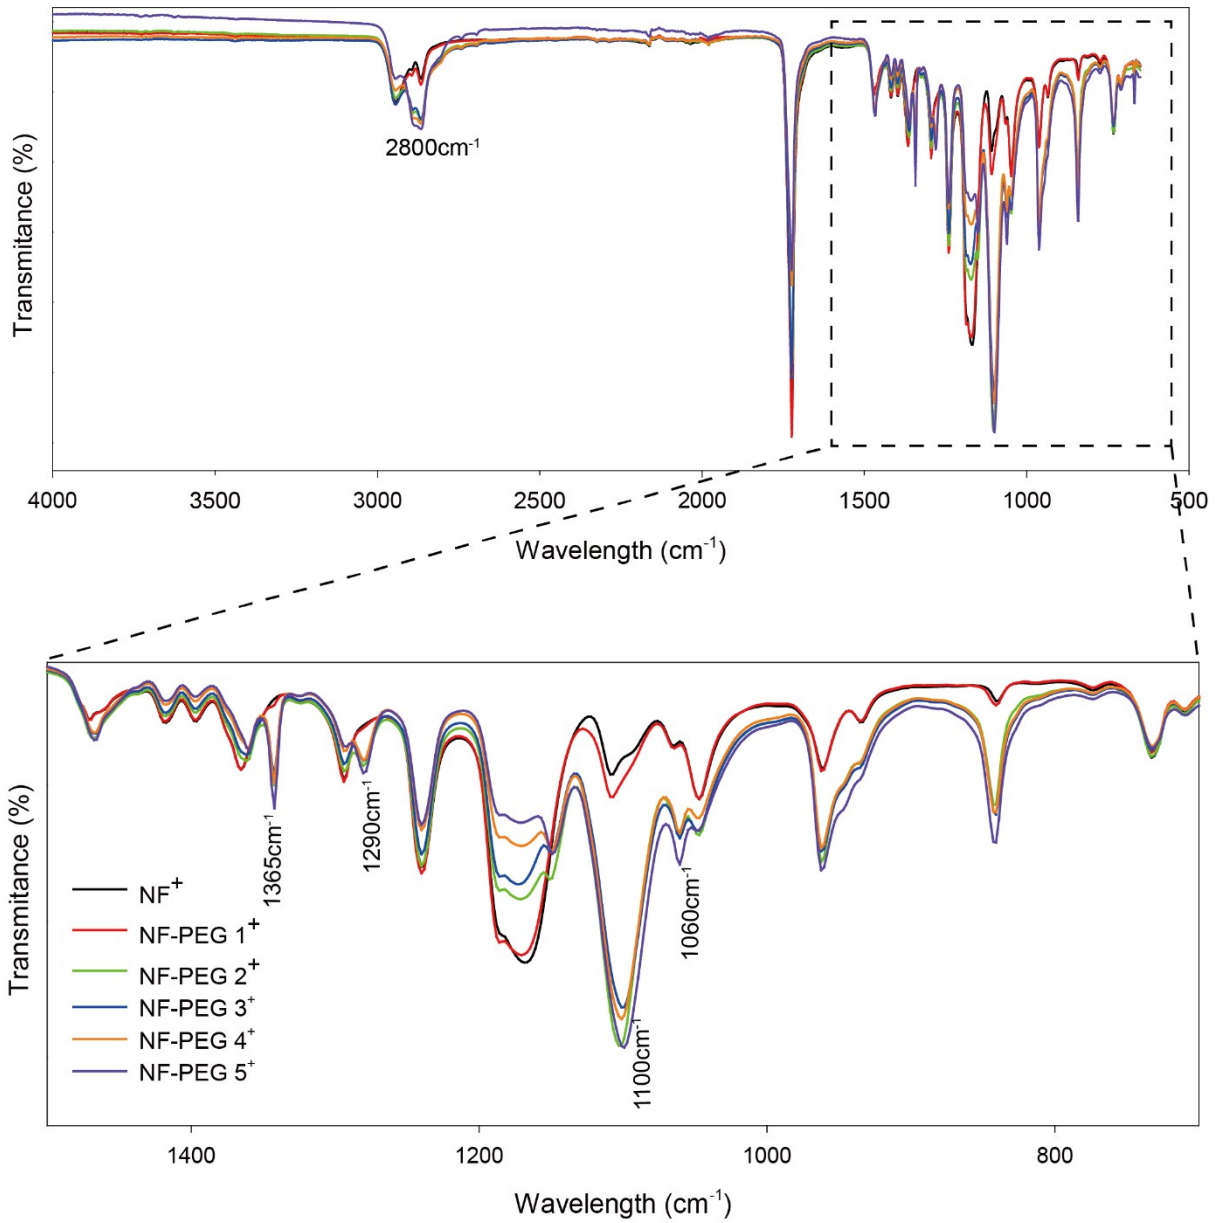 Transmitance (%)
2800cm⁻¹
4000 3500 3000 2500 2000 1500 1000 500
Wavelength (cm⁻¹)
Transmitance (%)
1365cm⁻¹
1290cm⁻¹
1100cm⁻¹
1060cm⁻¹
NF⁺
NF-PEG 1⁺
NF-PEG 2⁺
NF-PEG 3⁺
NF-PEG 4⁺
NF-PEG 5⁺
1400 1200 1000 800
Wavelength (cm⁻¹)